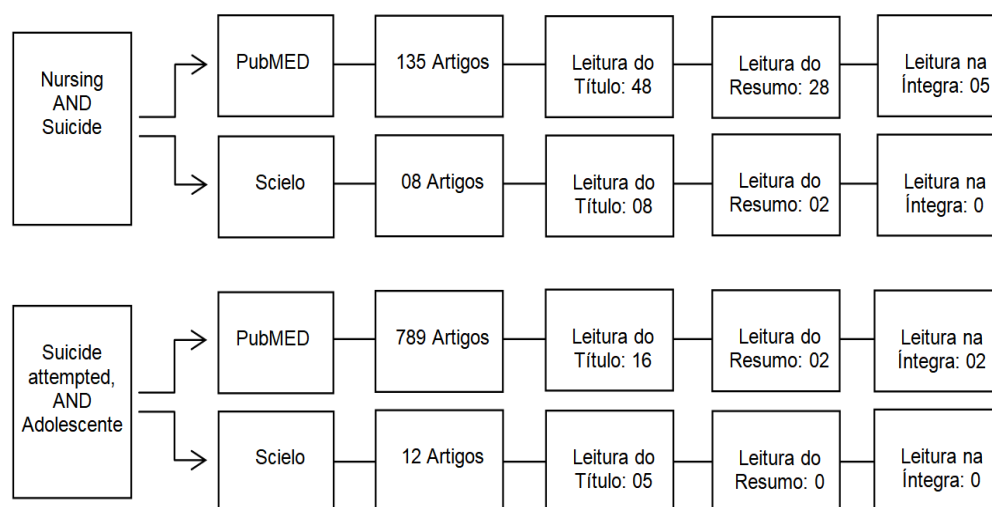 Nursing
AND
Suicide
PubMED
135 Artigos
Leitura do
Título: 48
Leitura do
Resumo: 28
Leitura na
Íntegra: 05
Scielo
08 Artigos
Leitura do
Título: 08
Leitura do
Resumo: 02
Leitura na
Íntegra: 0
Suicide
attempted,
AND
Adolescente
PubMED
789 Artigos
Leitura do
Título: 16
Leitura do
Resumo: 02
Leitura na
Íntegra: 02
Scielo
12 Artigos
Leitura do
Título: 05
Leitura do
Resumo: 0
Leitura na
Íntegra: 0